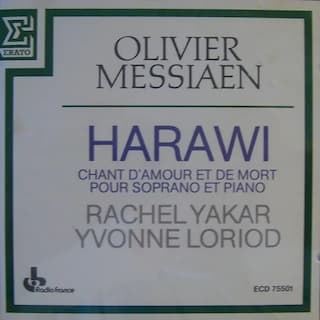 ERATO
OLIVIER
MESSIAEN
HARAWI
CHANT D'AMOUR ET DE MORT
POUR SOPRANO ET PIANO
RACHEL YAKAR
YVONNE LORIOD
Radio France
ECD 75501